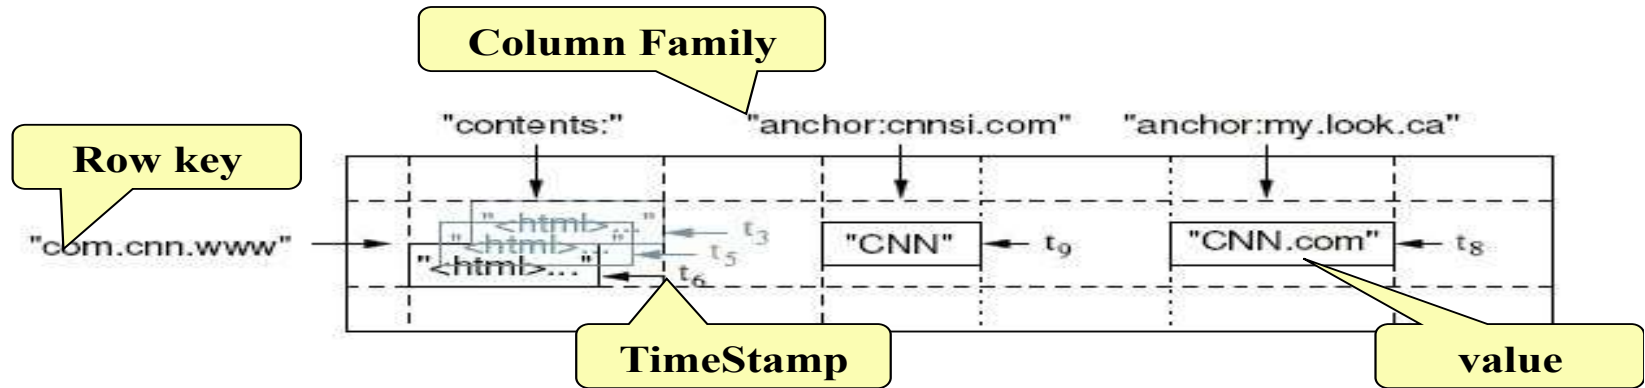 Column Family
"contents:" "anchor:cnnsi.com" "anchor:my.look.ca"
Row key
"<html>..." t3
"com.cnn.www" "<html>..." t5 "CNN" t9 "CNN.com" t8
"<html>..." t6
TimeStamp value